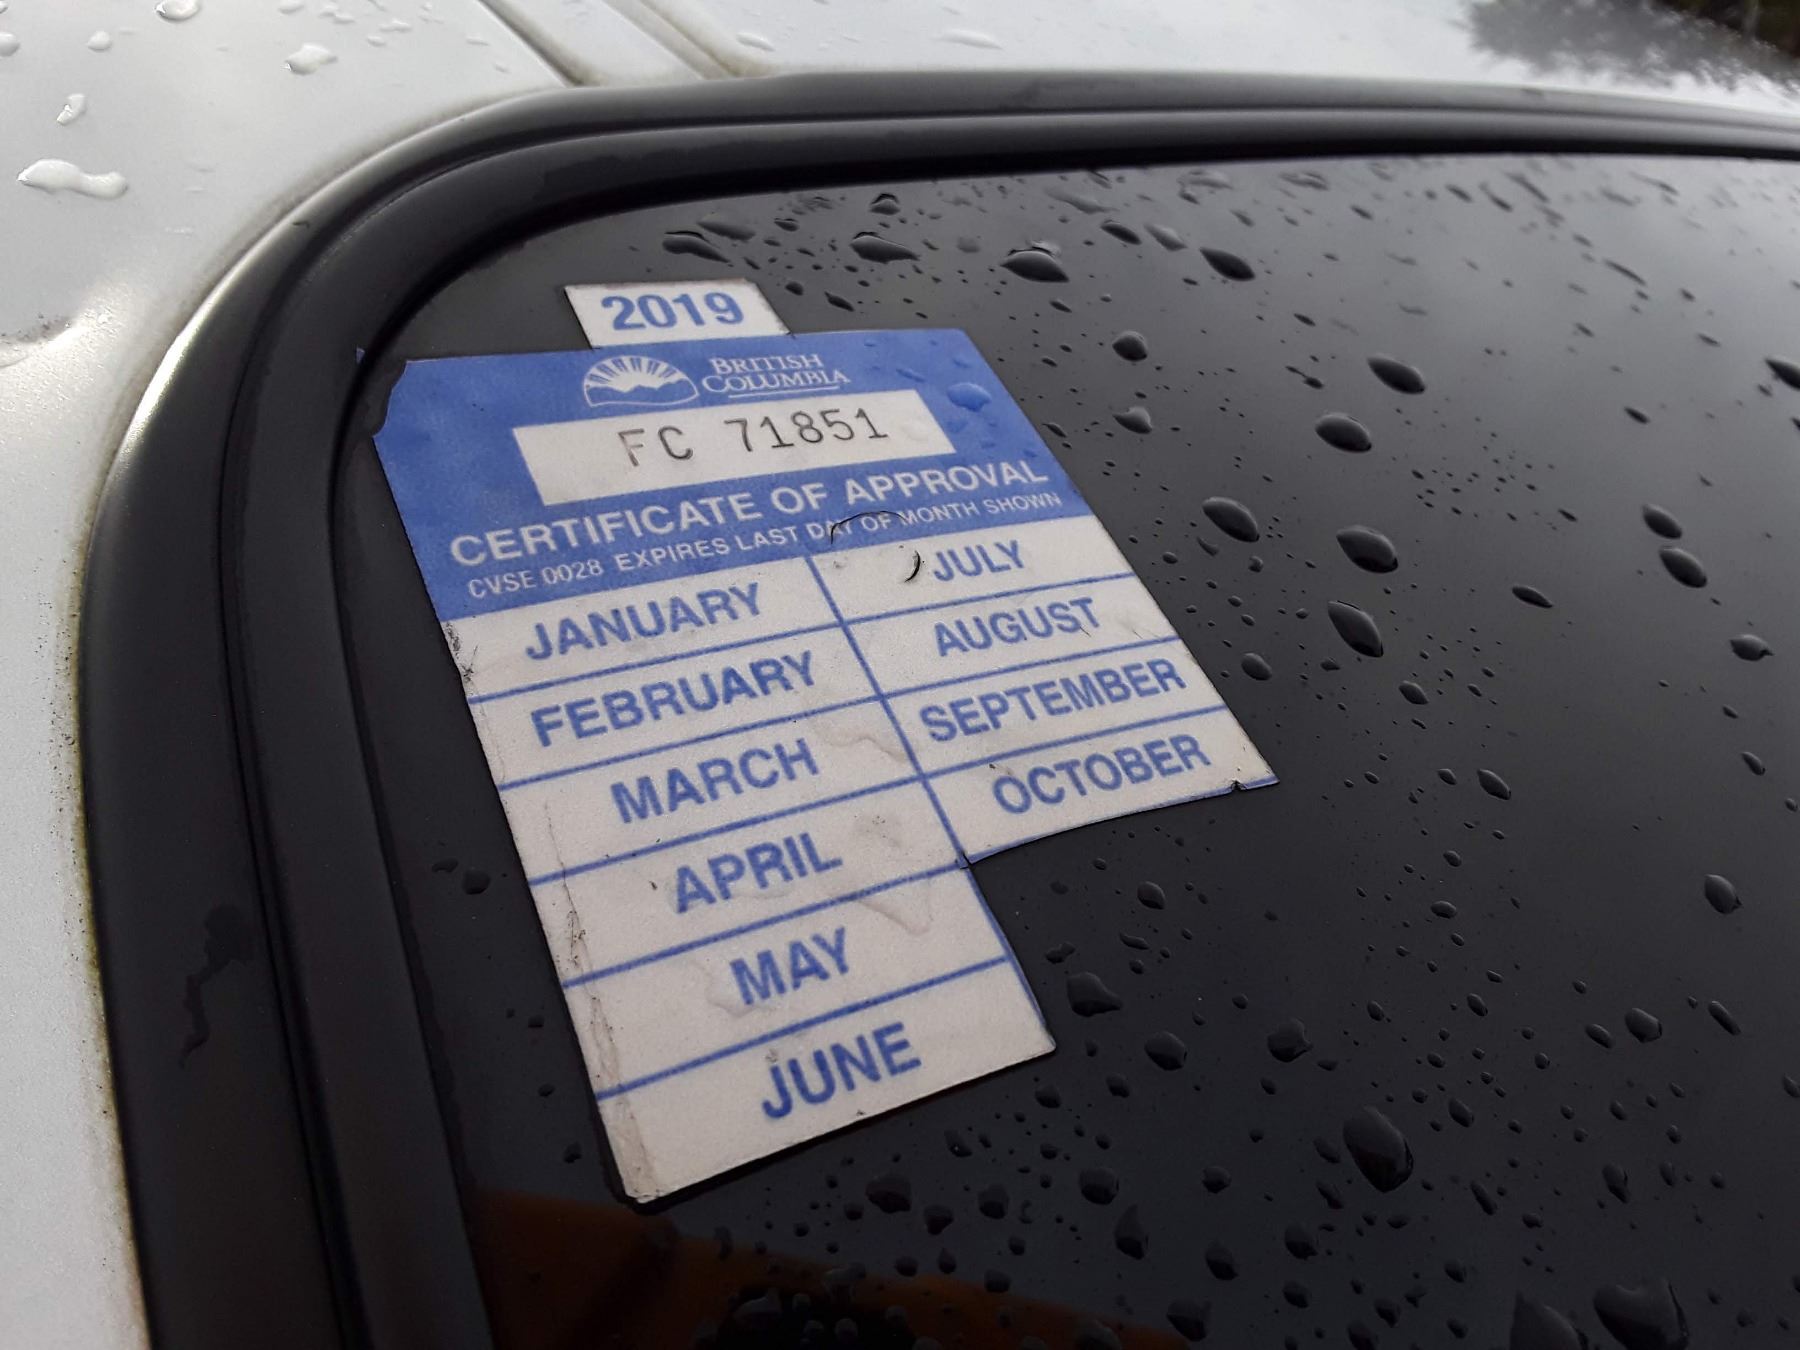 2019
BRITISH
COLUMBIA
FC 71851
CERTIFICATE OF APPROVAL
CVSE 0028 EXPIRES LAST DAY OF MONTH SHOWN
JANUARY
FEBRUARY
MARCH
APRIL
MAY
JUNE
JULY
AUGUST
SEPTEMBER
OCTOBER